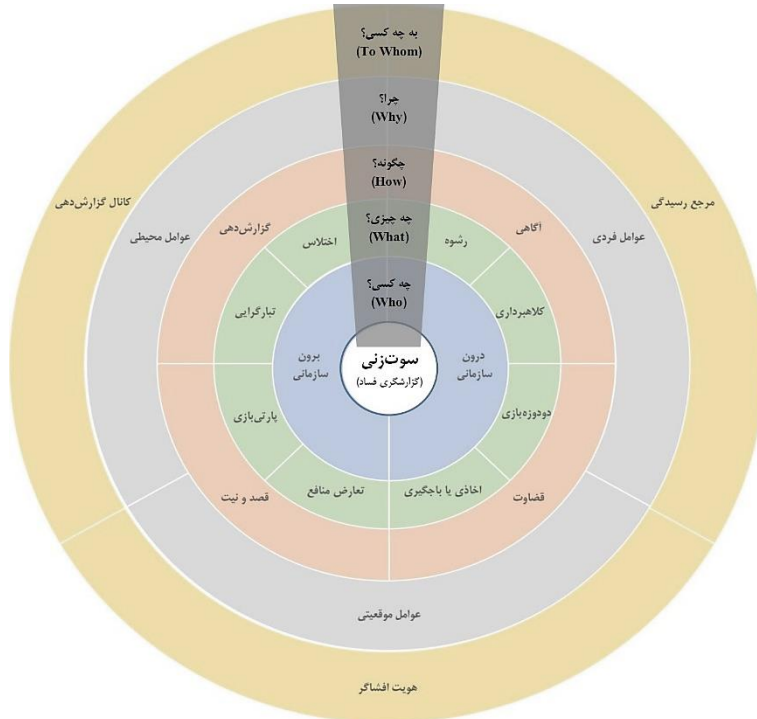 به چه کسی؟
(To Whom)
چرا؟
(Why)
چگونه؟
(How)
چه چیزی؟
(What)
چه کسی؟
(Who)
سوت‌زنی
(گزارشگری فساد)
درون
سازمانی
برون
سازمانی
رشوه
کلاهبرداری
دودوزه‌بازی
اخاذی یا باجگیری
تعارض منافع
پارتی‌بازی
تبارگرایی
اختلاس
آگاهی
قضاوت
قصد و نیت
گزارش‌دهی
عوامل فردی
عوامل موقعیتی
عوامل محیطی
مرجع رسیدگی
هویت افشاگر
کانال گزارش‌دهی